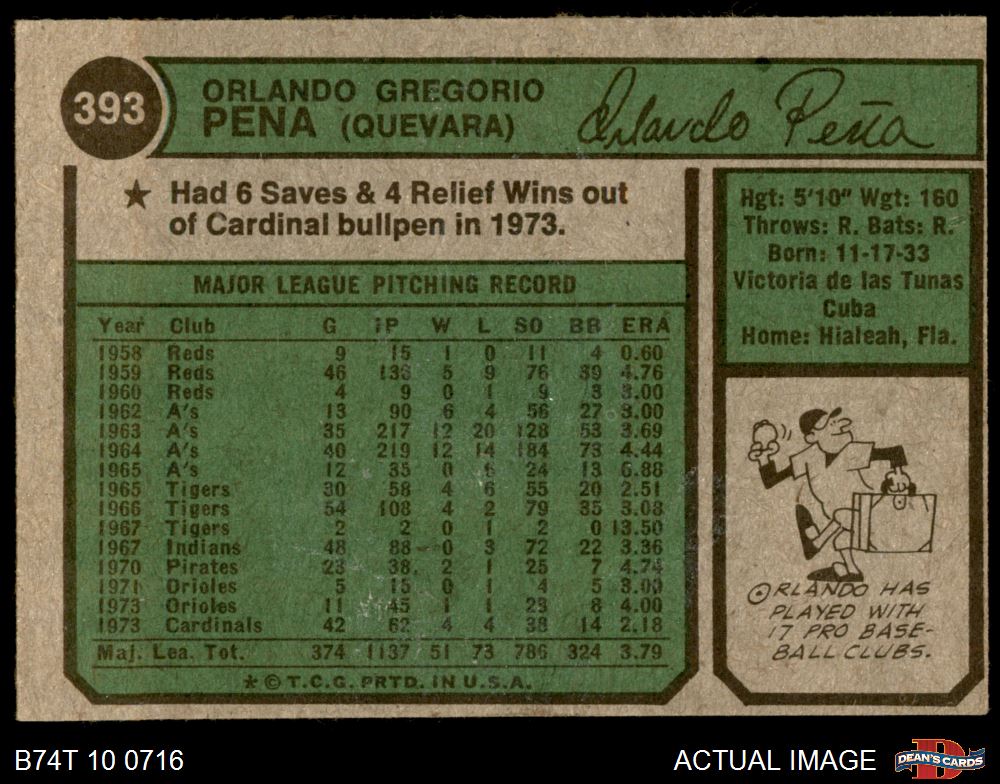 393
ORLANDO GREGORIO
PENA (QUEVARA)
Orlando Peña
★ Had 6 Saves & 4 Relief Wins out
of Cardinal bullpen in 1973.
Hgt: 5'10" Wgt: 160
Throws: R. Bats: R.
Born: 11-17-33
Victoria de las Tunas
Cuba
Home: Hialeah, Fla.
MAJOR LEAGUE PITCHING RECORD
Year Club G IP W L SO BB ERA
1958 Reds 9 15 1 0 11 4 0.60
1959 Reds 46 136 5 9 76 39 4.76
1960 Reds 4 9 0 1 9 3 3.00
1962 A's 13 90 6 4 56 27 3.00
1963 A's 35 217 12 20 128 53 3.69
1964 A's 40 219 12 14 184 73 4.44
1965 A's 12 35 0 6 24 13 6.88
1965 Tigers 30 58 4 6 55 20 2.51
1966 Tigers 54 108 4 2 79 35 3.08
1967 Tigers 2 2 0 1 2 0 13.50
1967 Indians 48 88 0 3 72 22 3.36
1970 Pirates 23 38 2 1 25 7 4.74
1971 Orioles 5 15 0 1 4 5 3.00
1973 Orioles 11 45 1 1 23 8 4.00
1973 Cardinals 42 62 4 4 38 14 2.18
Maj. Lea. Tot. 374 1137 51 73 786 324 3.79
* © T.C.G. PRTD. IN U.S.A.
ORLANDO HAS
PLAYED WITH
17 PRO BASE-
BALL CLUBS.
B74T 10 0716
ACTUAL IMAGE
D
DEAN'S CARDS